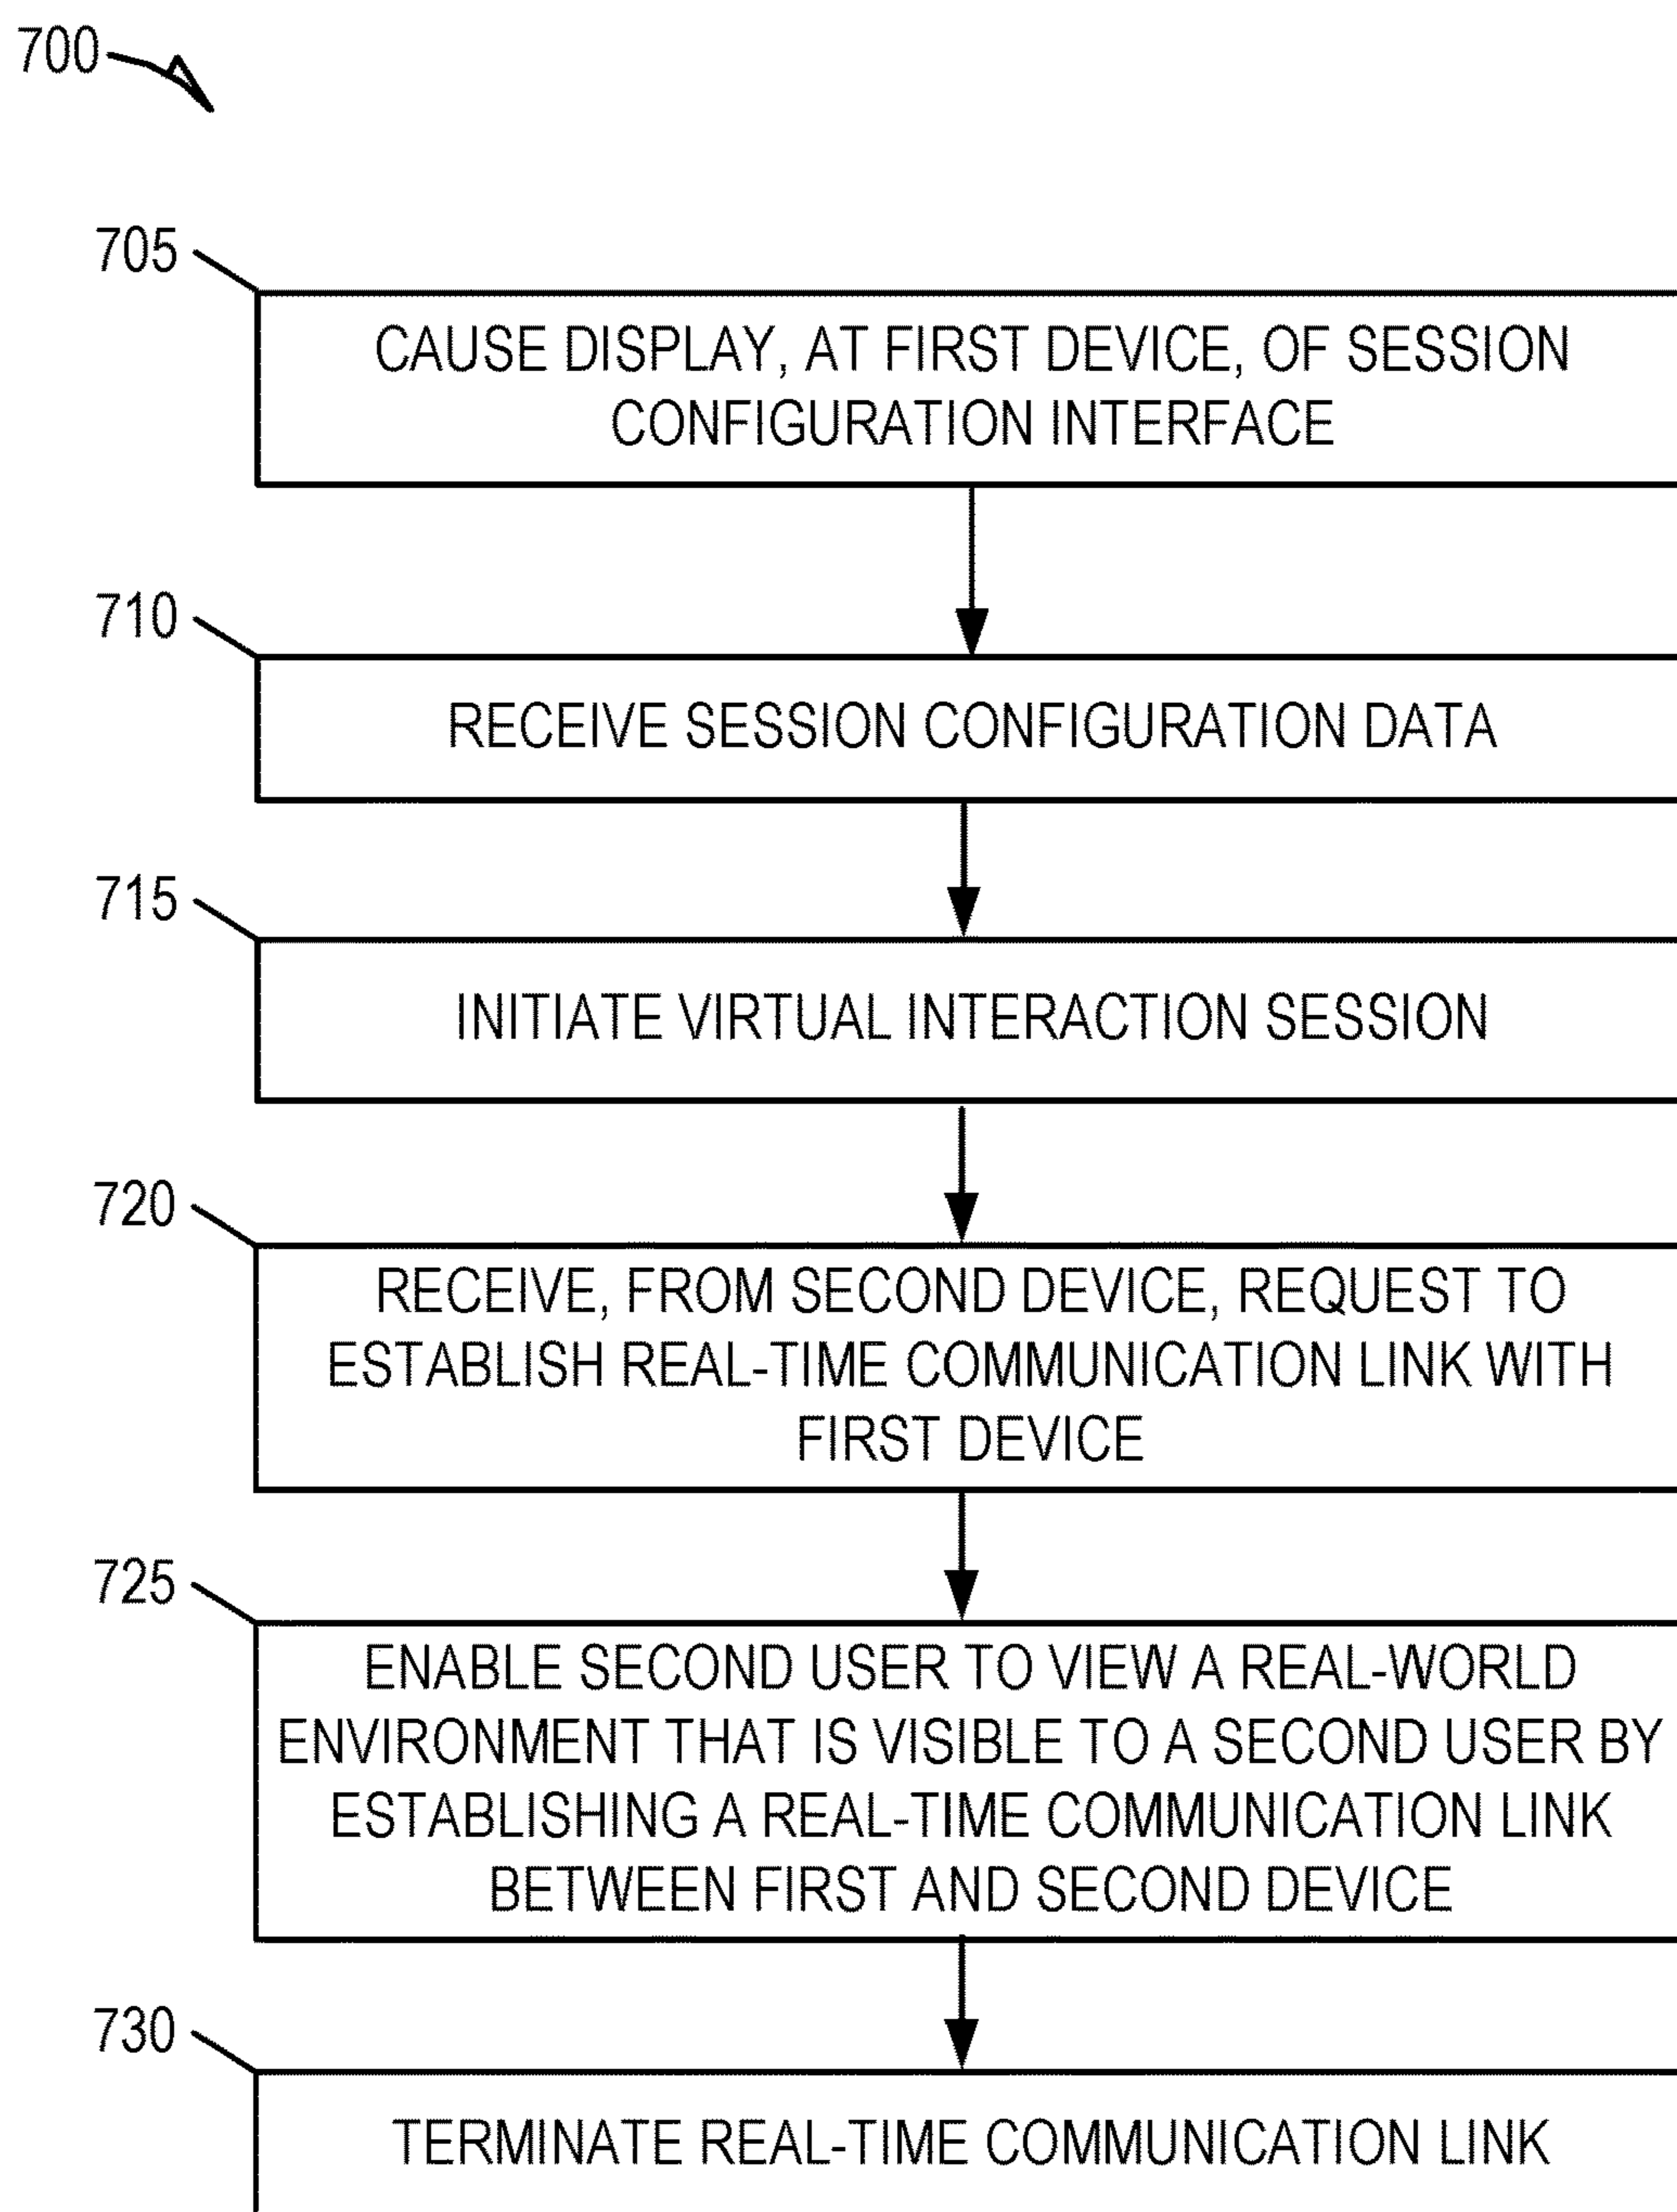 700
705
CAUSE DISPLAY, AT FIRST DEVICE, OF SESSION
CONFIGURATION INTERFACE
710
RECEIVE SESSION CONFIGURATION DATA
715
INITIATE VIRTUAL INTERACTION SESSION
720
RECEIVE, FROM SECOND DEVICE, REQUEST TO
ESTABLISH REAL-TIME COMMUNICATION LINK WITH
FIRST DEVICE
725
ENABLE SECOND USER TO VIEW A REAL-WORLD
ENVIRONMENT THAT IS VISIBLE TO A SECOND USER BY
ESTABLISHING A REAL-TIME COMMUNICATION LINK
BETWEEN FIRST AND SECOND DEVICE
730
TERMINATE REAL-TIME COMMUNICATION LINK